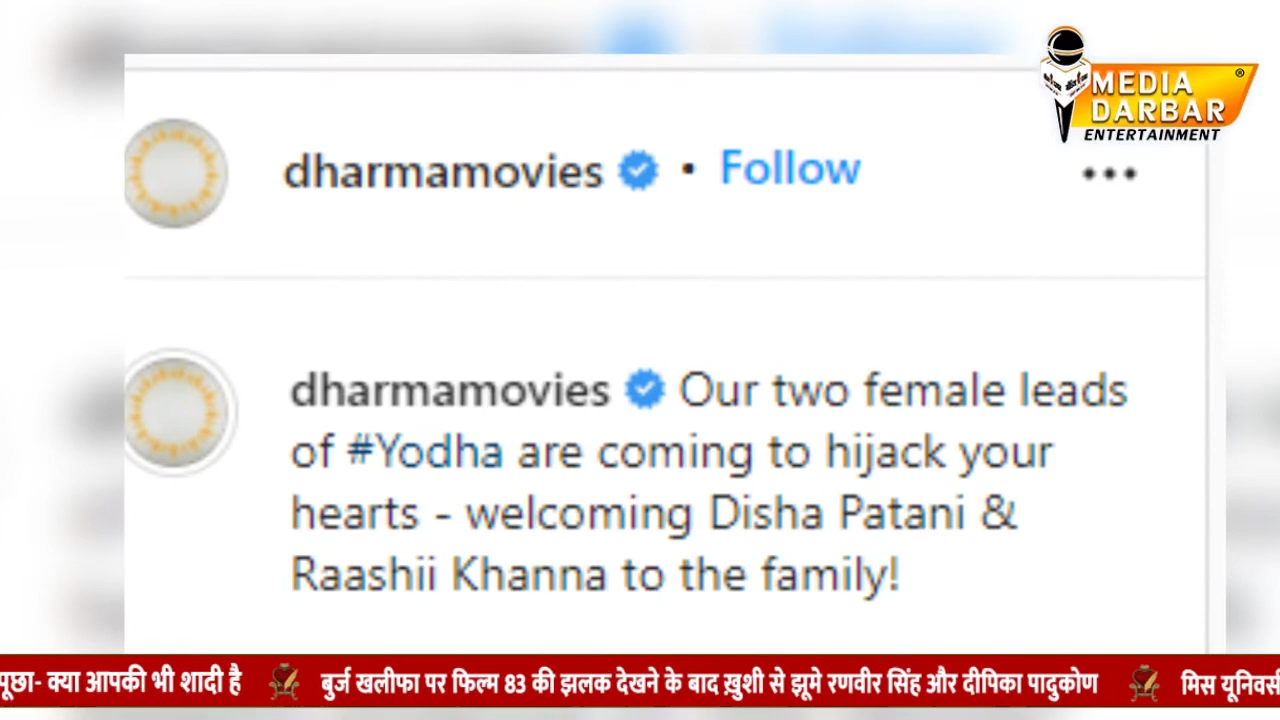 MEDIA
DARBAR
®
ENTERTAINMENT
dharmamovies • Follow
dharmamovies Our two female leads
of #Yodha are coming to hijack your
hearts - welcoming Disha Patani &
Raashii Khanna to the family!
पूछा- क्या आपकी भी शादी है बुर्ज खलीफा पर फिल्म 83 की झलक देखने के बाद ख़ुशी से झूमे रणवीर सिंह और दीपिका पादुकोण मिस